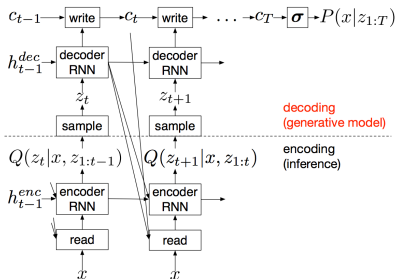 c_{t-1} write c_t write ... c_T σ P(x|z_{1:T})
h_{t-1}^{dec} decoder RNN decoder RNN
z_t z_{t+1} decoding
sample sample (generative model)
Q(z_t|x, z_{1:t-1}) Q(z_{t+1}|x, z_{1:t}) encoding (inference)
h_{t-1}^{enc} encoder RNN encoder RNN
read read
x x